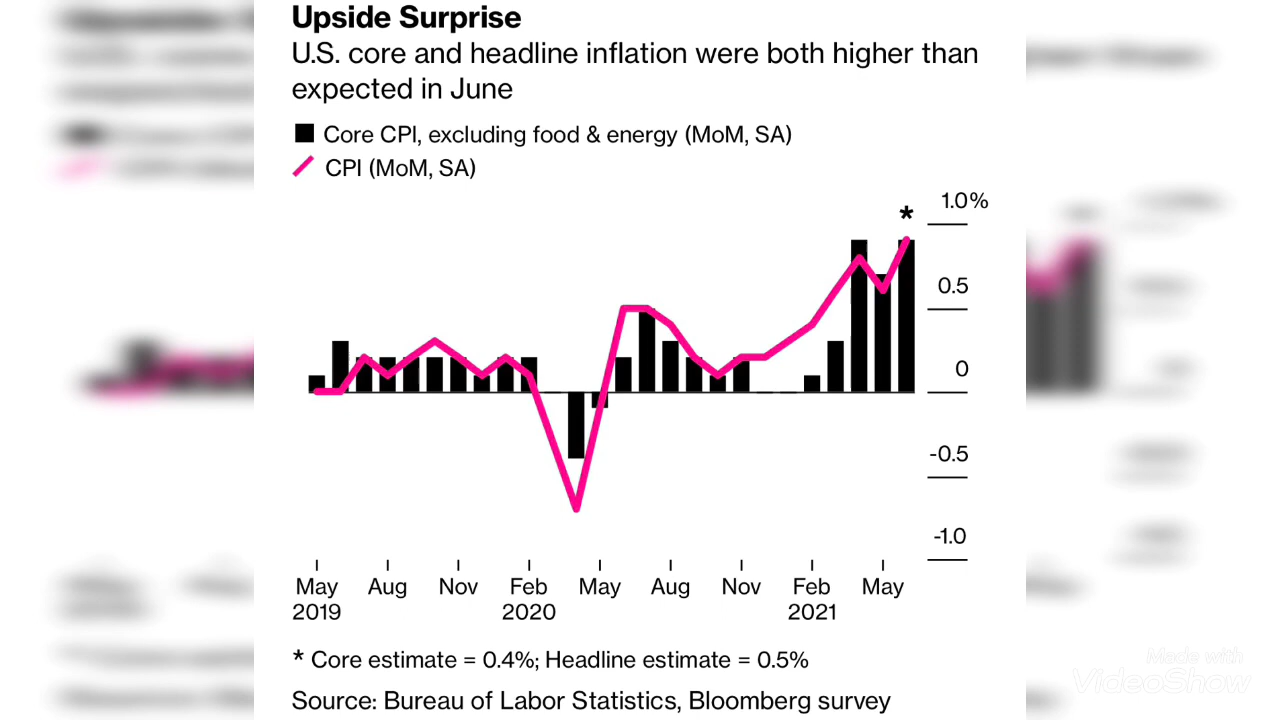 Upside Surprise
U.S. core and headline inflation were both higher than
expected in June
Core CPI, excluding food & energy (MoM, SA)
CPI (MoM, SA)
*
1.0%
0.5
0
-0.5
-1.0
May Aug Nov Feb May Aug Nov Feb May
2019 2020 2021
* Core estimate = 0.4%; Headline estimate = 0.5%
Source: Bureau of Labor Statistics, Bloomberg survey
Made with
VideoShow